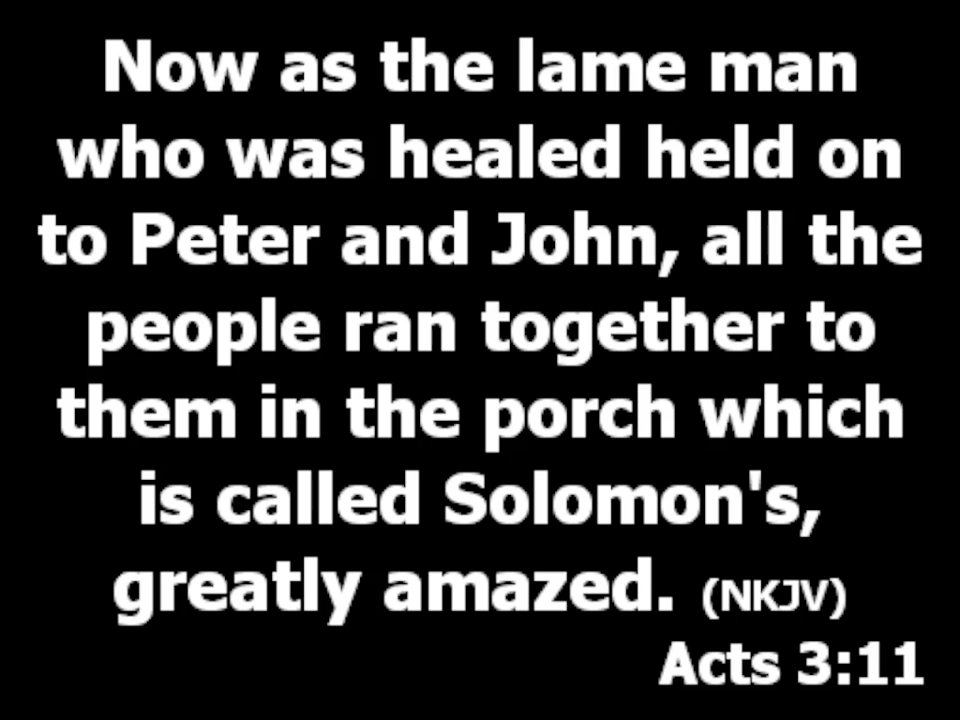 Now as the lame man
who was healed held on
to Peter and John, all the
people ran together to
them in the porch which
is called Solomon's,
greatly amazed. (NKJV)
Acts 3:11